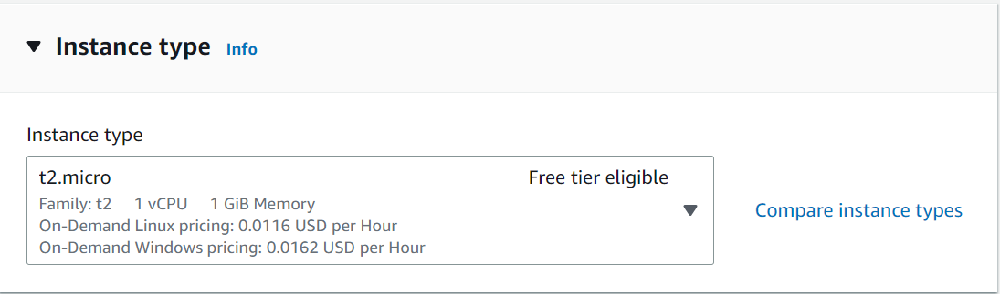 Instance type Info
Instance type
t2.micro Free tier eligible
Family: t2 1 vCPU 1 GiB Memory
On-Demand Linux pricing: 0.0116 USD per Hour
On-Demand Windows pricing: 0.0162 USD per Hour
Compare instance types